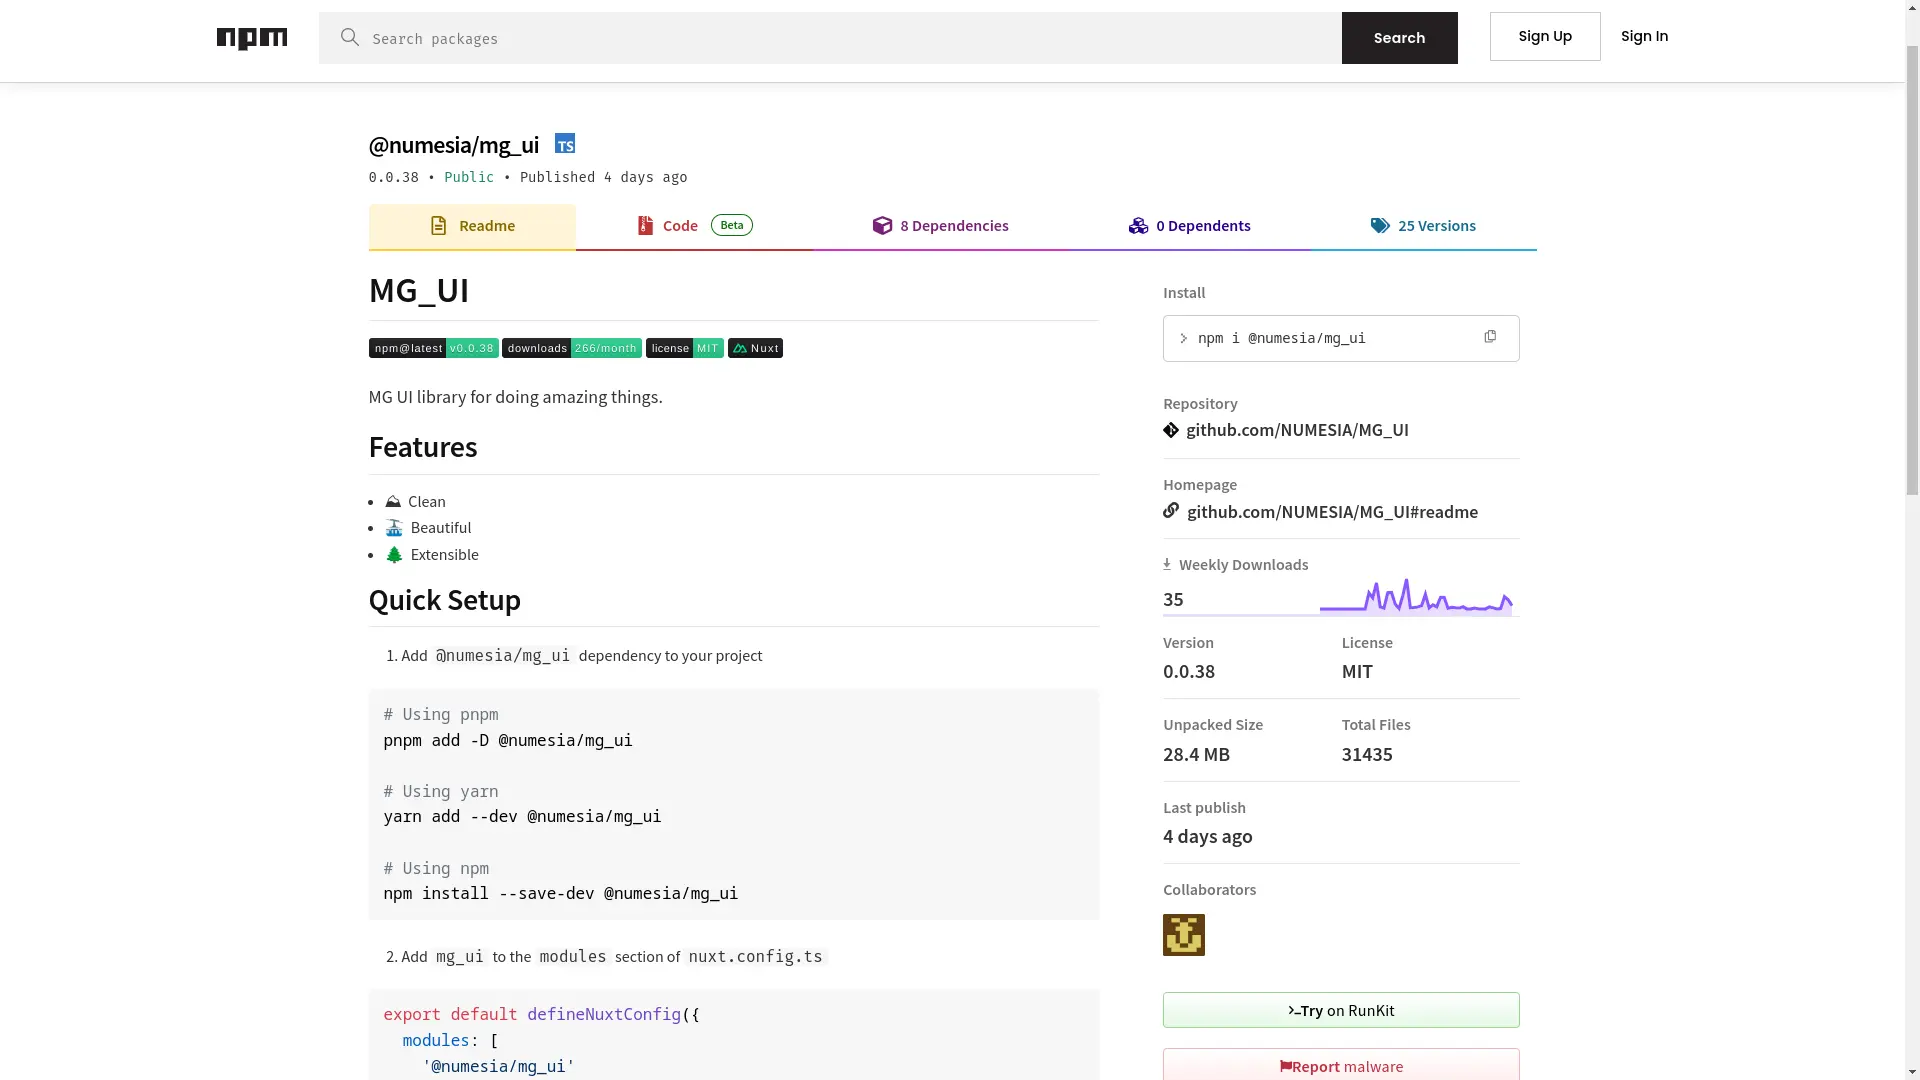 npm
Search packages
Search
Sign Up
Sign In
@numesia/mg_ui
TS
0.0.38 • Public • Published 4 days ago
Readme
Code Beta
8 Dependencies
0 Dependents
25 Versions
MG_UI
npm@latest v0.0.38 downloads 266/month license MIT Nuxt
MG UI library for doing amazing things.
Features
• ⛰ Clean
• 🚠 Beautiful
• 🌲 Extensible
Quick Setup
1. Add @numesia/mg_ui dependency to your project
# Using pnpm
pnpm add -D @numesia/mg_ui
# Using yarn
yarn add --dev @numesia/mg_ui
# Using npm
npm install --save-dev @numesia/mg_ui
2. Add mg_ui to the modules section of nuxt.config.ts
export default defineNuxtConfig({
modules: [
'@numesia/mg_ui'
Install
npm i @numesia/mg_ui
Repository
github.com/NUMESIA/MG_UI
Homepage
github.com/NUMESIA/MG_UI#readme
Weekly Downloads
35
Version
0.0.38
License
MIT
Unpacked Size
28.4 MB
Total Files
31435
Last publish
4 days ago
Collaborators
>_Try on RunKit
Report malware